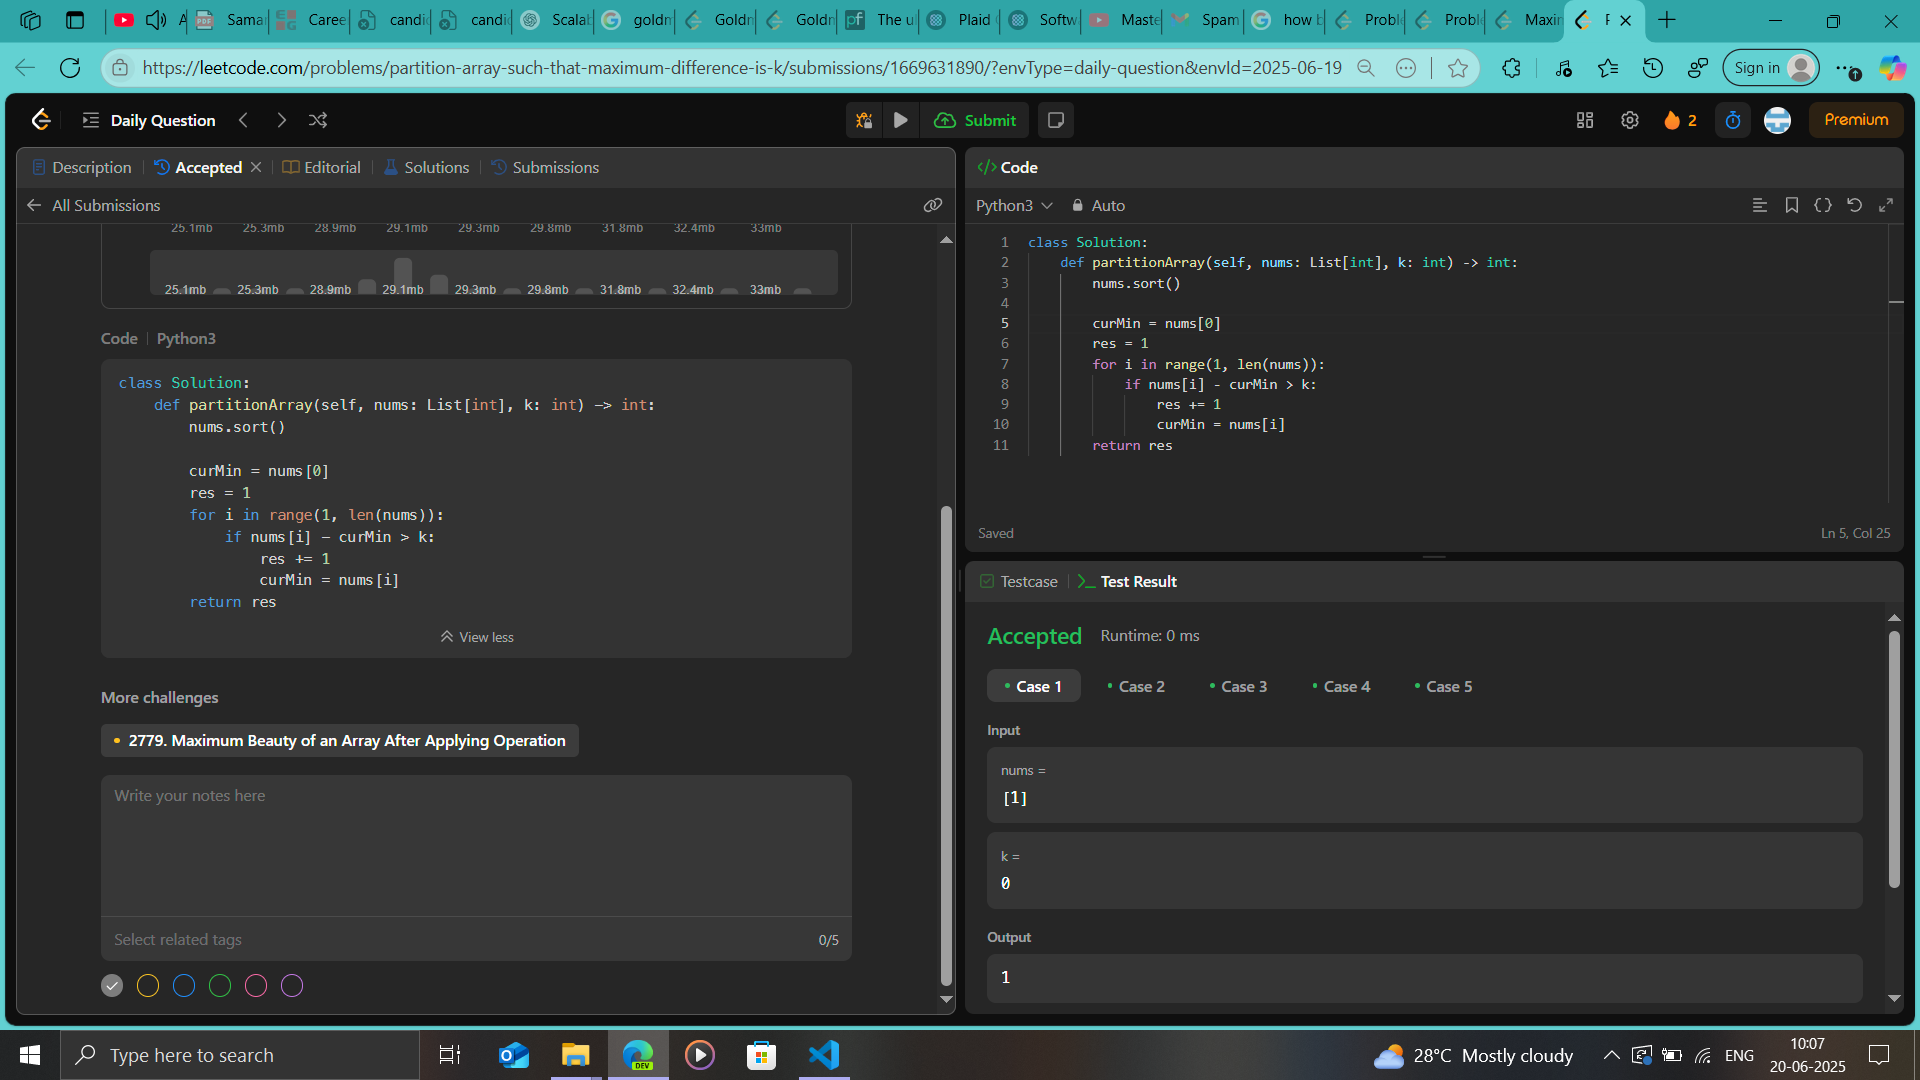 Sama
Caree
candid
candid
Scalab
goldn
Goldn
Goldn
The u
Plaid
Softw
Maste
Spam
how b
Proble
Proble
Maxim
https://leetcode.com/problems/partition-array-such-that-maximum-difference-is-k/submissions/1669631890/?envType=daily-question&envId=2025-06-19
Sign in
Daily Question
Submit
2
Premium
Description
Accepted
Editorial
Solutions
Submissions
All Submissions
25.1mb 25.3mb 28.9mb 29.1mb 29.3mb 29.8mb 31.8mb 32.4mb 33mb
25.1mb 25.3mb 28.9mb 29.1mb 29.3mb 29.8mb 31.8mb 32.4mb 33mb
Code | Python3
class Solution:
    def partitionArray(self, nums: List[int], k: int) -> int:
        nums.sort()
        curMin = nums[0]
        res = 1
        for i in range(1, len(nums)):
            if nums[i] - curMin > k:
                res += 1
                curMin = nums[i]
        return res
View less
More challenges
2779. Maximum Beauty of an Array After Applying Operation
Write your notes here
Select related tags
0/5
</> Code
Python3
Auto
1 class Solution:
2     def partitionArray(self, nums: List[int], k: int) -> int:
3         nums.sort()
4
5         curMin = nums[0]
6         res = 1
7         for i in range(1, len(nums)):
8             if nums[i] - curMin > k:
9                 res += 1
10                 curMin = nums[i]
11         return res
Saved
Ln 5, Col 25
Testcase
Test Result
Accepted
Runtime: 0 ms
Case 1
Case 2
Case 3
Case 4
Case 5
Input
nums =
[1]
k =
0
Output
1
Type here to search
DEV
28°C Mostly cloudy
ENG
10:07
20-06-2025